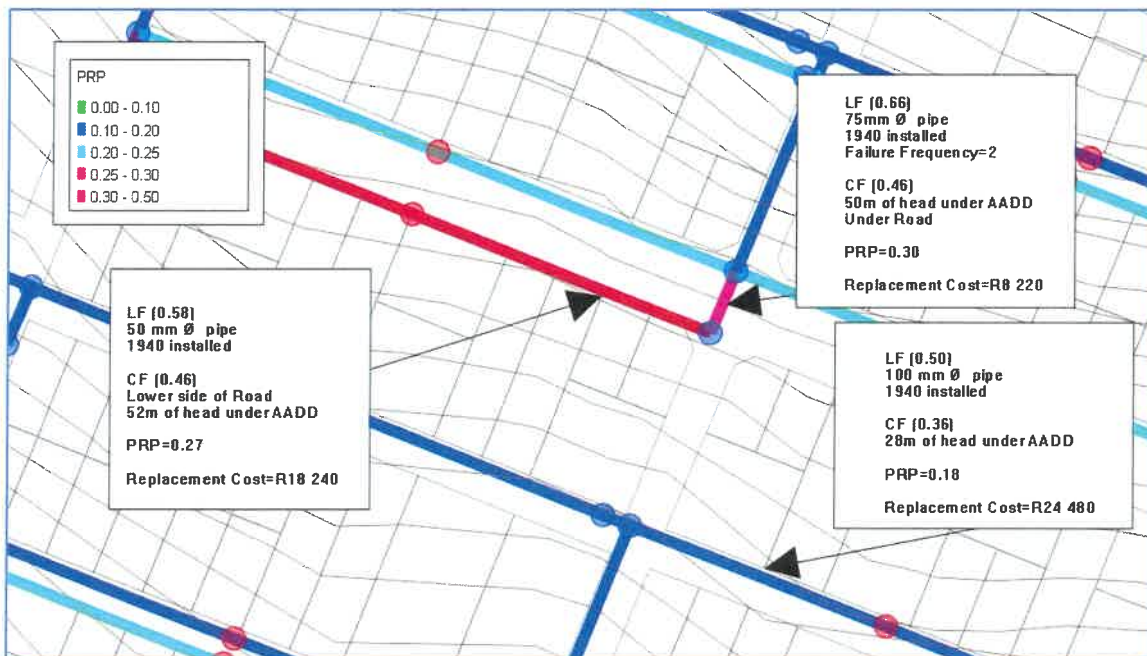 PRP
0.00 - 0.10
0.10 - 0.20
0.20 - 0.25
0.25 - 0.30
0.30 - 0.50
LF (0.66)
75mm Ø pipe
1940 installed
Failure Frequency=2
CF (0.46)
50m of head under AADD
Under Road
PRP=0.30
Replacement Cost=R8 220
LF (0.58)
50 mm Ø pipe
1940 installed
CF (0.46)
Lower side of Road
52m of head under AADD
PRP=0.27
Replacement Cost=R18 240
LF (0.50)
100 mm Ø pipe
1940 installed
CF (0.36)
28m of head under AADD
PRP=0.18
Replacement Cost=R24 480